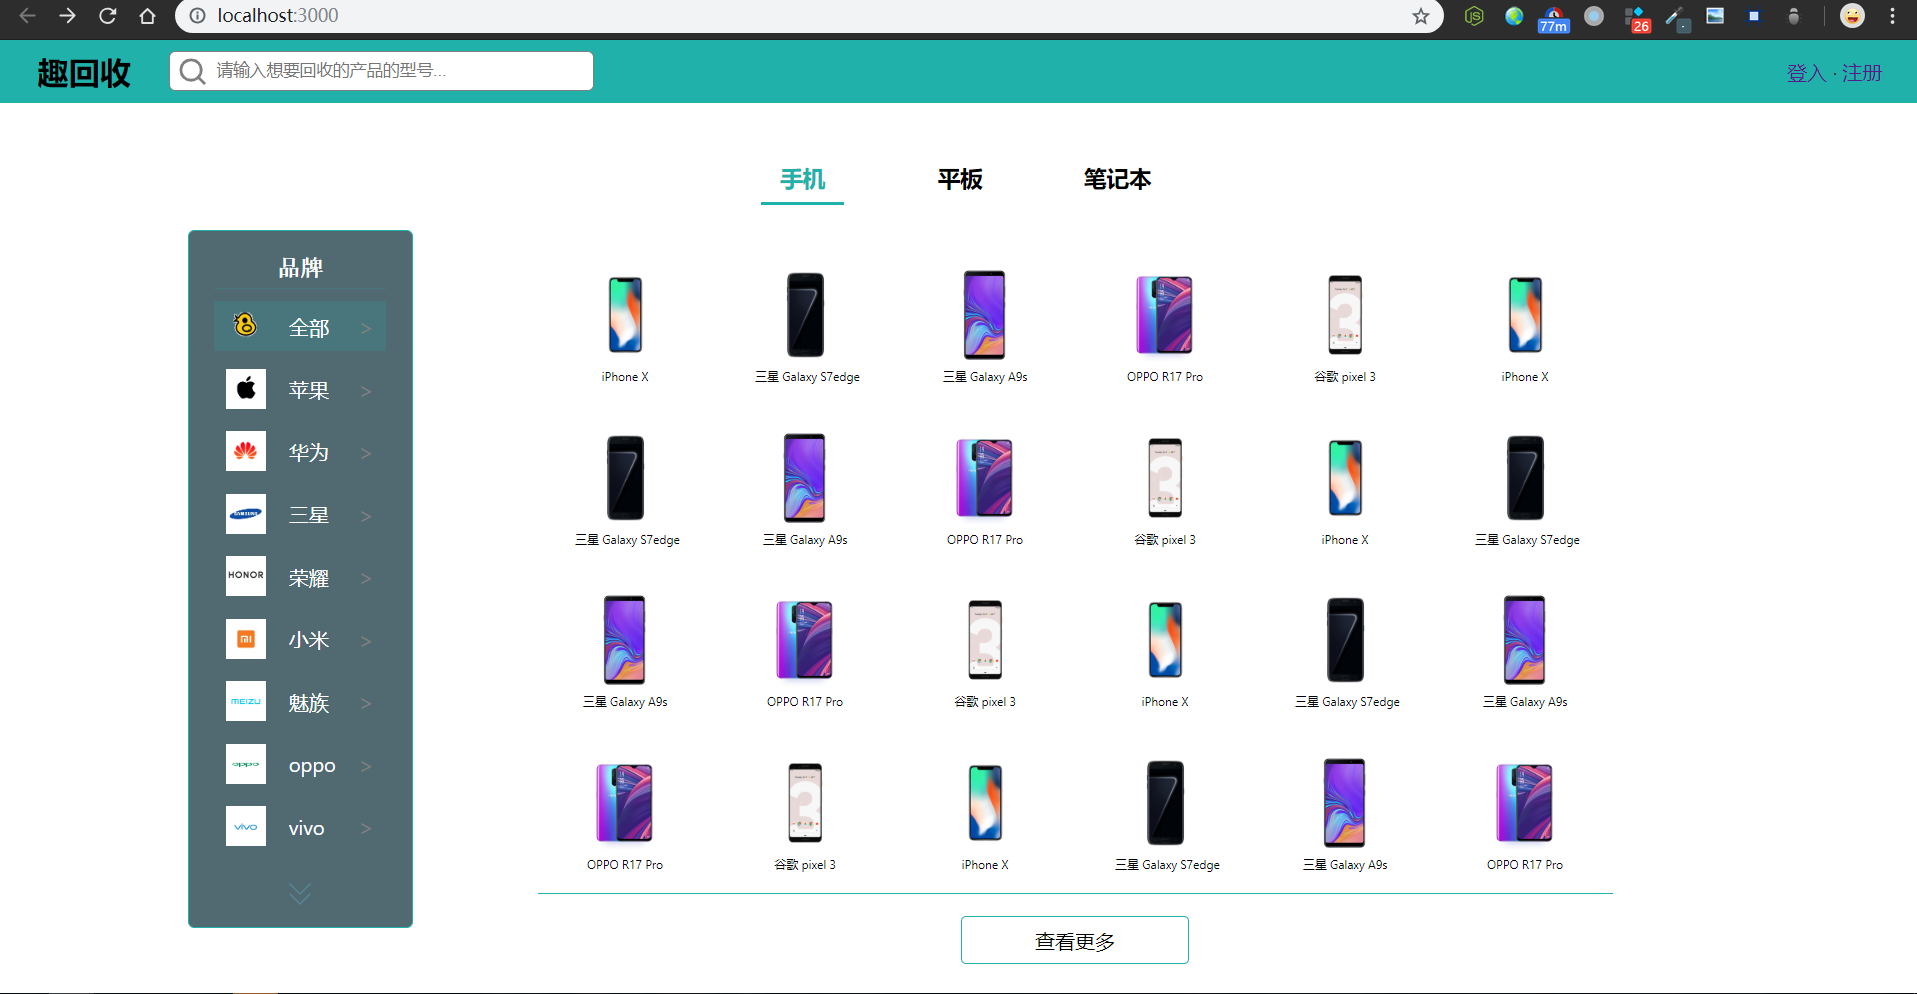 localhost:3000
77m
26
趣回收
请输入想要回收的产品的型号...
登入 · 注册
手机 平板 笔记本
品牌
全部 >
苹果 >
华为 >
SAMSUNG 三星 >
HONOR 荣耀 >
mi 小米 >
MEIZU 魅族 >
oppo oppo >
vivo vivo >
iPhone X 三星 Galaxy S7edge 三星 Galaxy A9s OPPO R17 Pro 谷歌 pixel 3 iPhone X
三星 Galaxy S7edge 三星 Galaxy A9s OPPO R17 Pro 谷歌 pixel 3 iPhone X 三星 Galaxy S7edge
三星 Galaxy A9s OPPO R17 Pro 谷歌 pixel 3 iPhone X 三星 Galaxy S7edge 三星 Galaxy A9s
OPPO R17 Pro 谷歌 pixel 3 iPhone X 三星 Galaxy S7edge 三星 Galaxy A9s OPPO R17 Pro
查看更多